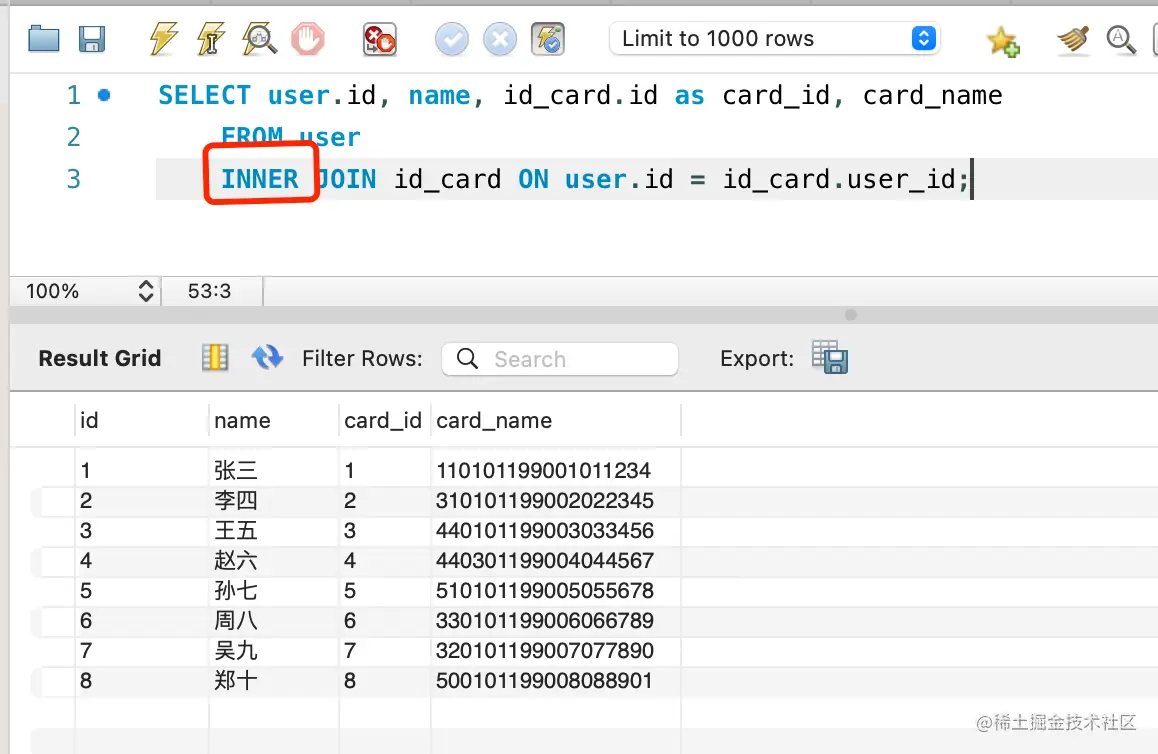 Limit to 1000 rows
1 SELECT user.id, name, id_card.id as card_id, card_name
2 FROM user
3 INNER JOIN id_card ON user.id = id_card.user_id;
100% 53:3
Result Grid Filter Rows: Search Export:
id name card_id card_name
1 张三 1 110101199001011234
2 李四 2 310101199002022345
3 王五 3 440101199003033456
4 赵六 4 440301199004044567
5 孙七 5 510101199005055678
6 周八 6 330101199006066789
7 吴九 7 320101199007077890
8 郑十 8 500101199008088901
@稀土掘金技术社区